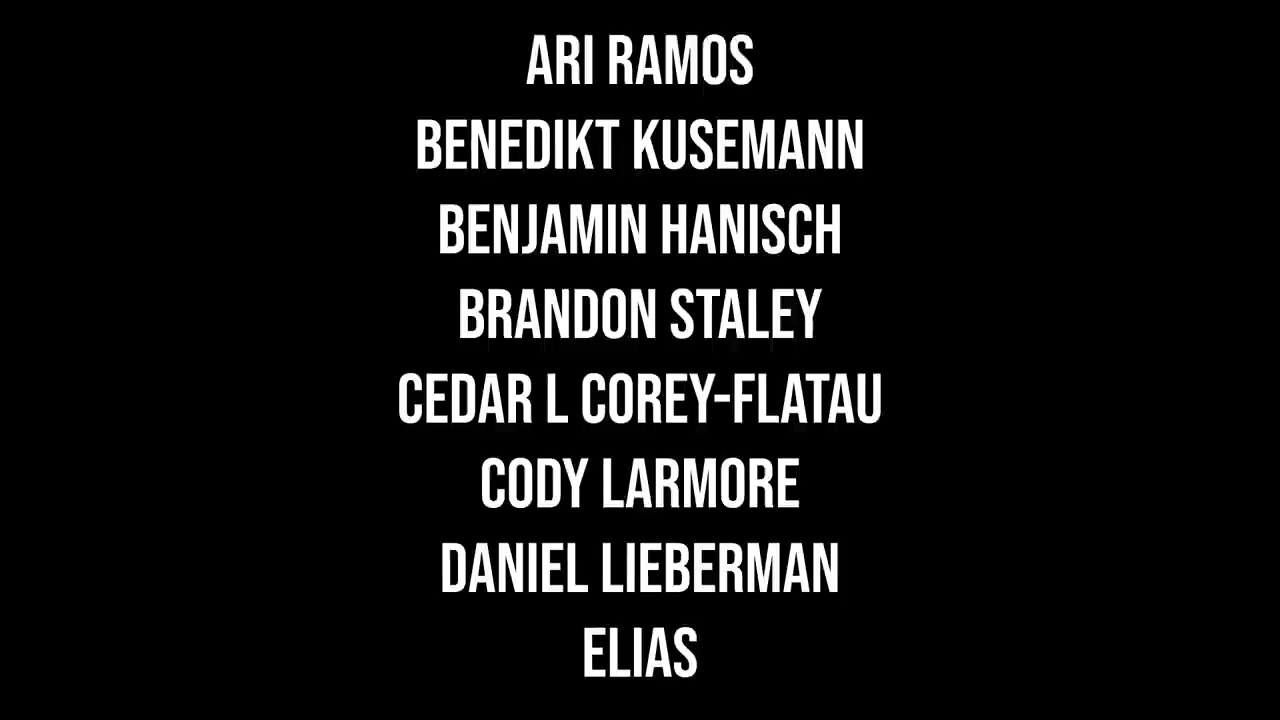 ARI RAMOS
BENEDIKT KUSEMANN
BENJAMIN HANISCH
BRANDON STALEY
CEDAR L COREY-FLATAU
CODY LARMORE
DANIEL LIEBERMAN
ELIAS